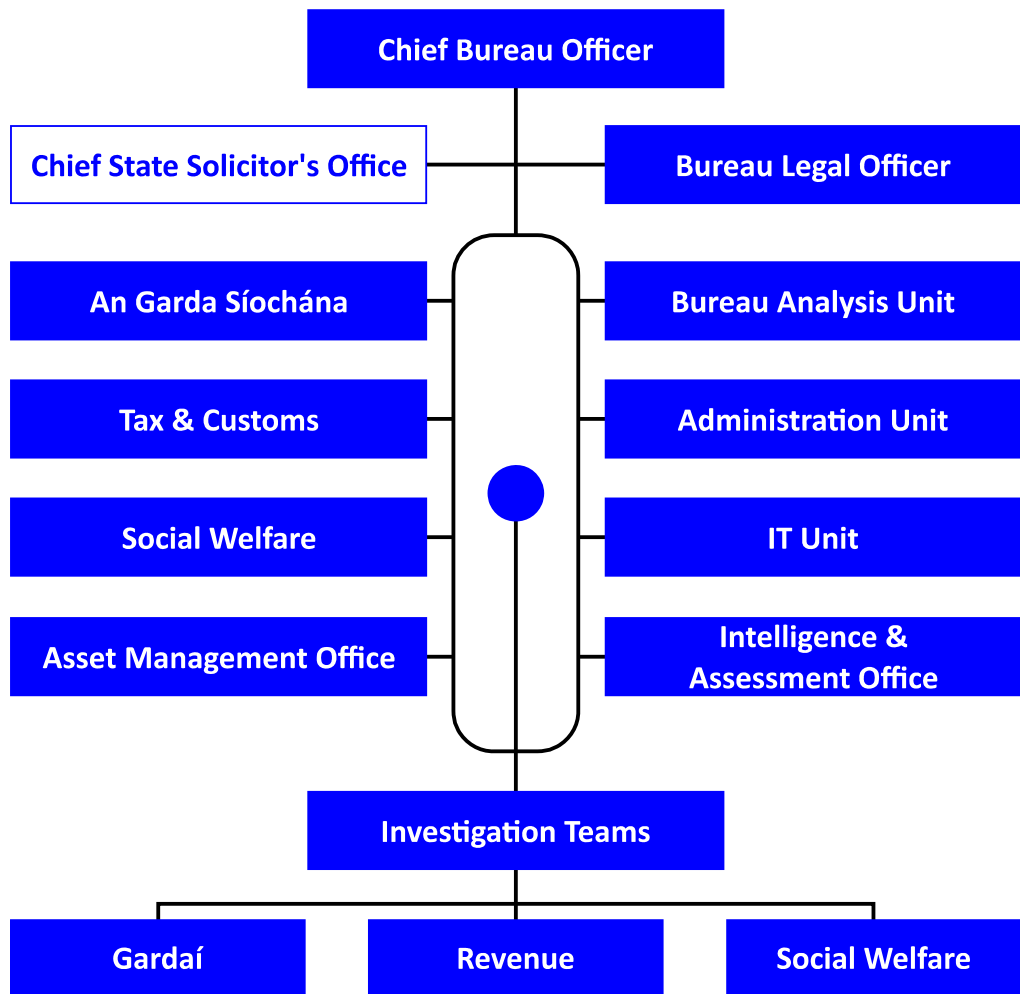 Chief Bureau Officer
Chief State Solicitor's Office
Bureau Legal Officer
An Garda Síochána
Bureau Analysis Unit
Tax & Customs
Administration Unit
Social Welfare
IT Unit
Asset Management Office
Intelligence &
Assessment Office
Investigation Teams
Gardaí
Revenue
Social Welfare